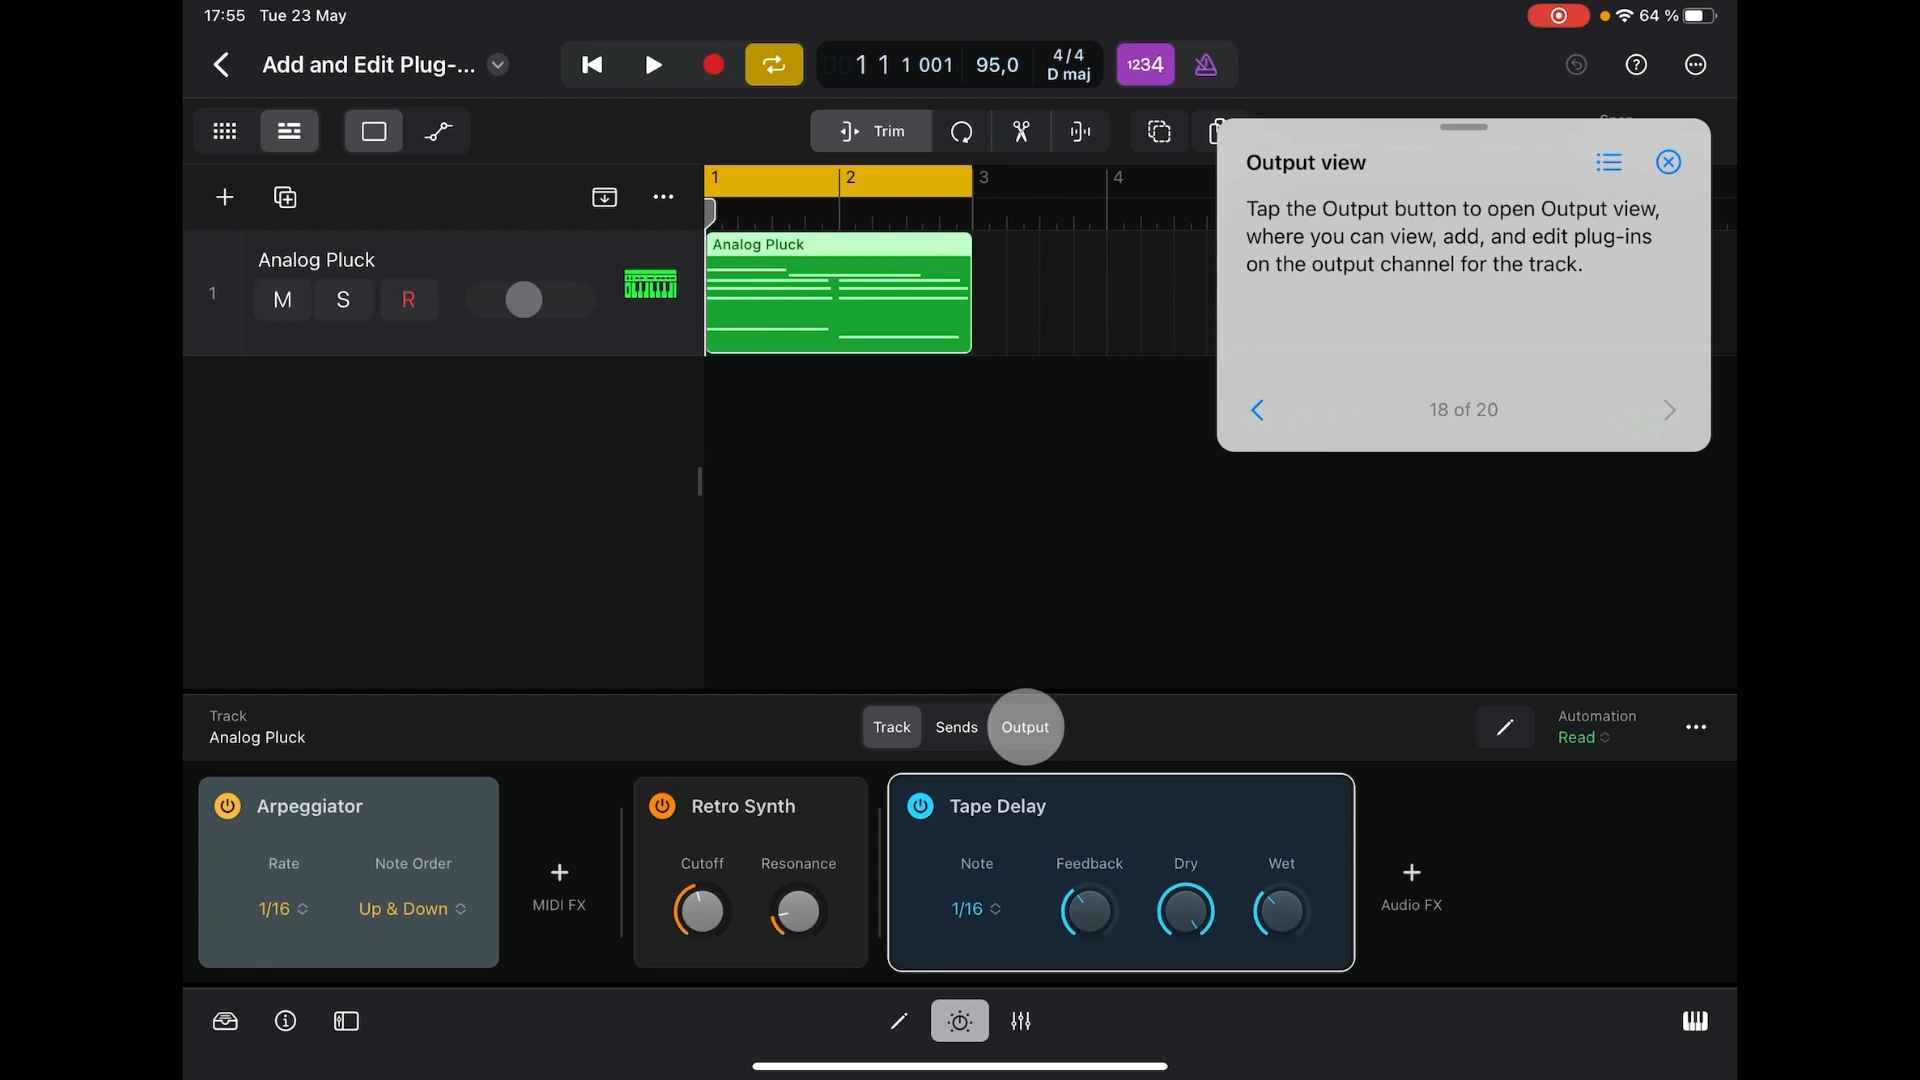 17:55 Tue 23 May
64 %
Add and Edit Plug-...
1 1 1 001
95,0
4/4
D maj
1234
Trim
1
2
3
4
Output view
Tap the Output button to open Output view,
where you can view, add, and edit plug-ins
on the output channel for the track.
18 of 20
1
Analog Pluck
M
S
R
Analog Pluck
Track
Analog Pluck
Track
Sends
Output
Automation
Read
Arpeggiator
Rate
Note Order
1/16
Up & Down
MIDI FX
Retro Synth
Cutoff
Resonance
Tape Delay
Note
Feedback
Dry
Wet
1/16
Audio FX